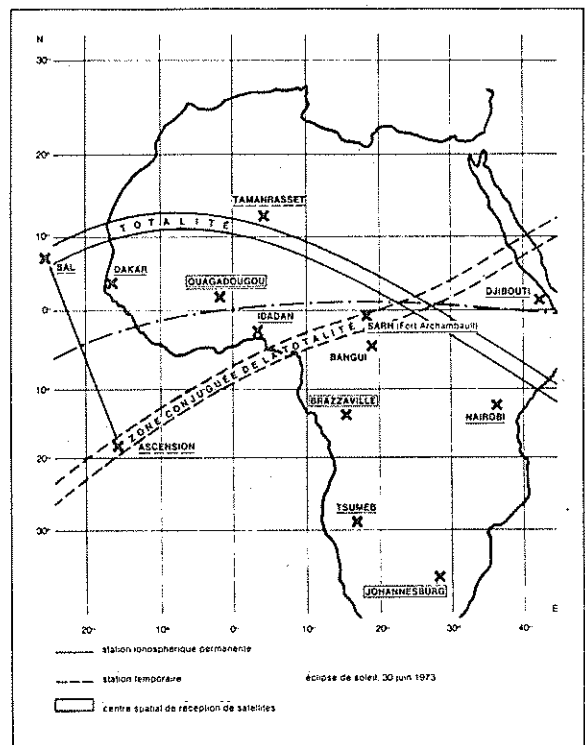 N
30°
20°
TAMANRASSET
TOTALITÉ
10°
SAL
DAKAR
OUAGADOUGOU
DJIBOUTI
0°
IBADAN
SARH (Fort Archambault)
BANGUI
ZONE CONJUGUÉE DE LA TOTALITÉ
10°
BRAZZAVILLE
NAIROBI
ASCENSION
20°
TSUMEB
30°
JOHANNESBURG
E
20° 10° 0° 10° 20° 30° 40°
station ionosphérique permanente
station temporaire
éclipse de soleil, 30 juin 1973
centre spatial de réception de satellites